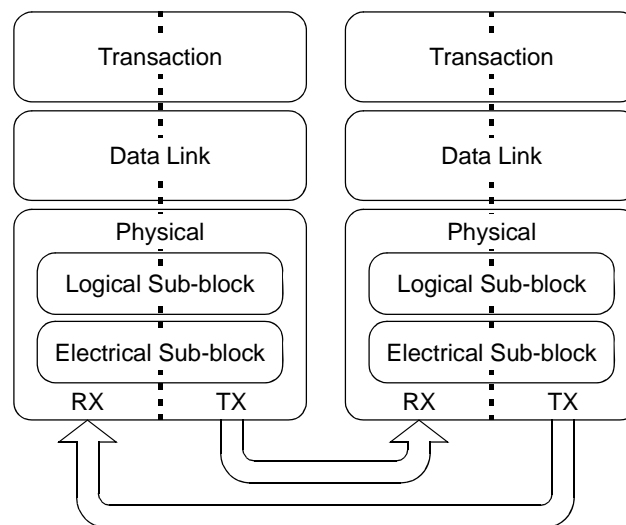 Transaction
Data Link
Physical
Logical Sub-block
Electrical Sub-block
RX TX
Transaction
Data Link
Physical
Logical Sub-block
Electrical Sub-block
RX TX